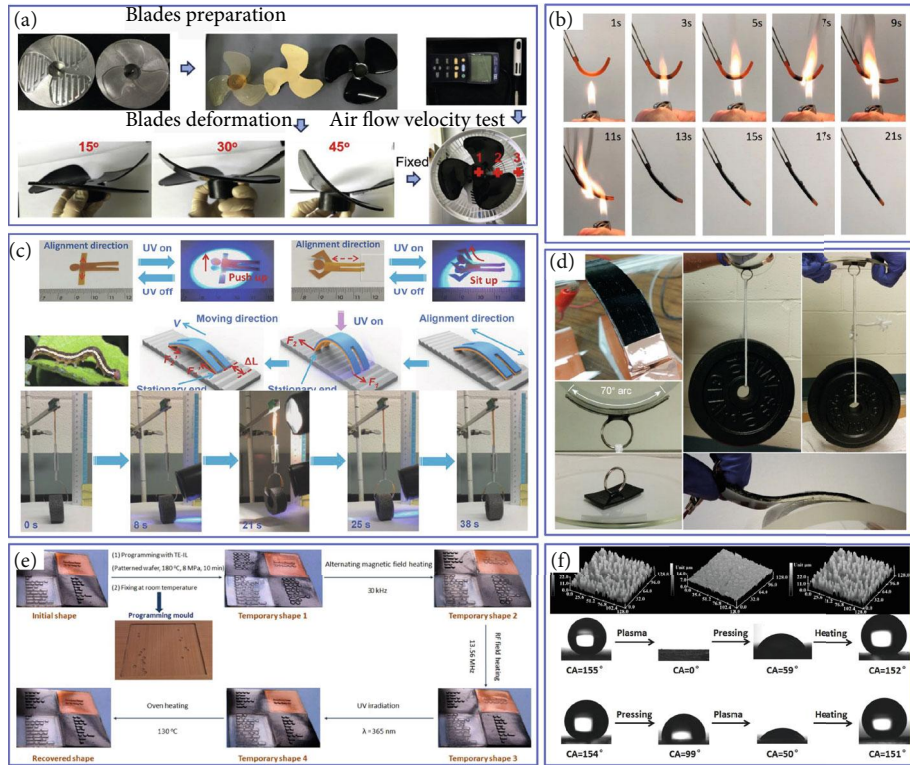 (a)
Blades preparation
Blades deformation
Air flow velocity test
15°
30°
45°
Fixed
1 2 3
(b)
1s
3s
5s
7s
9s
11s
13s
15s
17s
21s
(c)
Alignment direction
UV on
UV off
Push up
Alignment direction
UV on
UV off
Sit up
V
Moving direction
UV on
Alignment direction
ΔL
Stationary end
Stationary end
0 s
8 s
21 s
25 s
38 s
(d)
70° arc
(e)
(1) Programming with TE-IL
(Patterned wafer, 180 °C, 8 MPa, 10 min)
(2) Fixing at room temperature
Programming mould
Alternating magnetic field heating
30 kHz
Initial shape
Temporary shape 1
Temporary shape 2
RF field heating
13.56 MHz
Oven heating
130 °C
UV irradiation
λ = 365 nm
Recovered shape
Temporary shape 4
Temporary shape 3
(f)
Plasma
Pressing
Heating
CA=155°
CA=0°
CA=59°
CA=152°
Pressing
Plasma
Heating
CA=154°
CA=99°
CA=50°
CA=151°